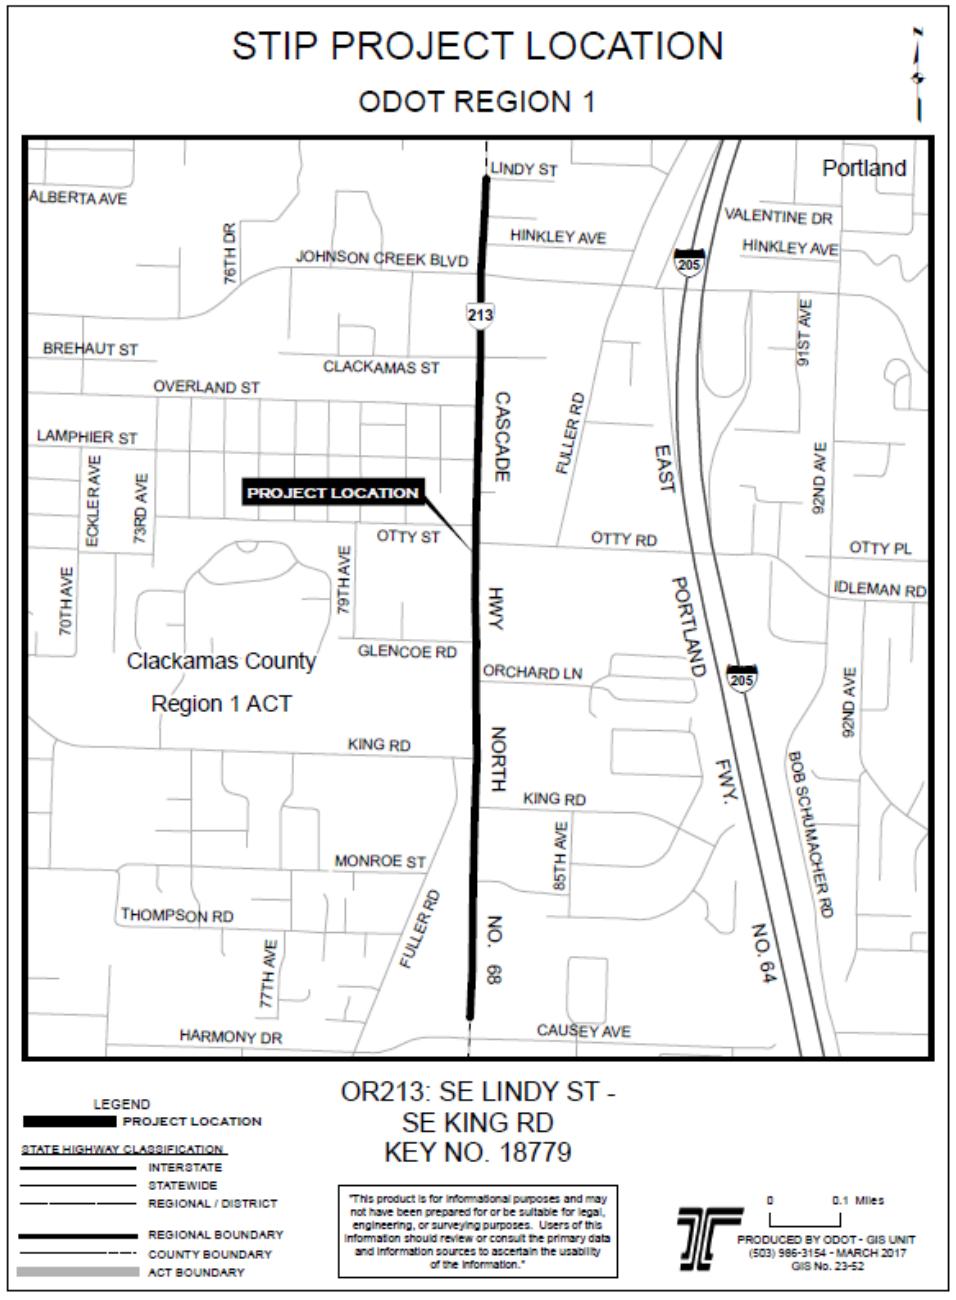 STIP PROJECT LOCATION
ODOT REGION 1
N
LINDY ST
Portland
ALBERTA AVE
VALENTINE DR
76TH DR
HINKLEY AVE
HINKLEY AVE
JOHNSON CREEK BLVD
205
213
91ST AVE
BREHAUT ST
CLACKAMAS ST
OVERLAND ST
CASCADE
FULLER RD
LAMPHIER ST
EAST
92ND AVE
ECKLER AVE
73RD AVE
PROJECT LOCATION
OTTY ST
OTTY RD
OTTY PL
79TH AVE
70TH AVE
HWY
PORTLAND
IDLEMAN RD
GLENCOE RD
Clackamas County
ORCHARD LN
205
Region 1 ACT
92ND AVE
KING RD
NORTH
FWY.
BOB SCHUMACHER RD
KING RD
85TH AVE
MONROE ST
THOMPSON RD
FULLER RD
NO. 68
NO. 64
77TH AVE
HARMONY DR
CAUSEY AVE
OR213: SE LINDY ST -
SE KING RD
KEY NO. 18779
LEGEND
PROJECT LOCATION
STATE HIGHWAY CLASSIFICATION
INTERSTATE
STATEWIDE
REGIONAL / DISTRICT
REGIONAL BOUNDARY
COUNTY BOUNDARY
ACT BOUNDARY
"This product is for informational purposes and may
not have been prepared for or be suitable for legal,
engineering, or surveying purposes. Users of this
information should review or consult the primary data
and information sources to ascertain the usability
of the information."
0 0.1 Miles
PRODUCED BY ODOT - GIS UNIT
(503) 986-3154 - MARCH 2017
GIS No. 23-52